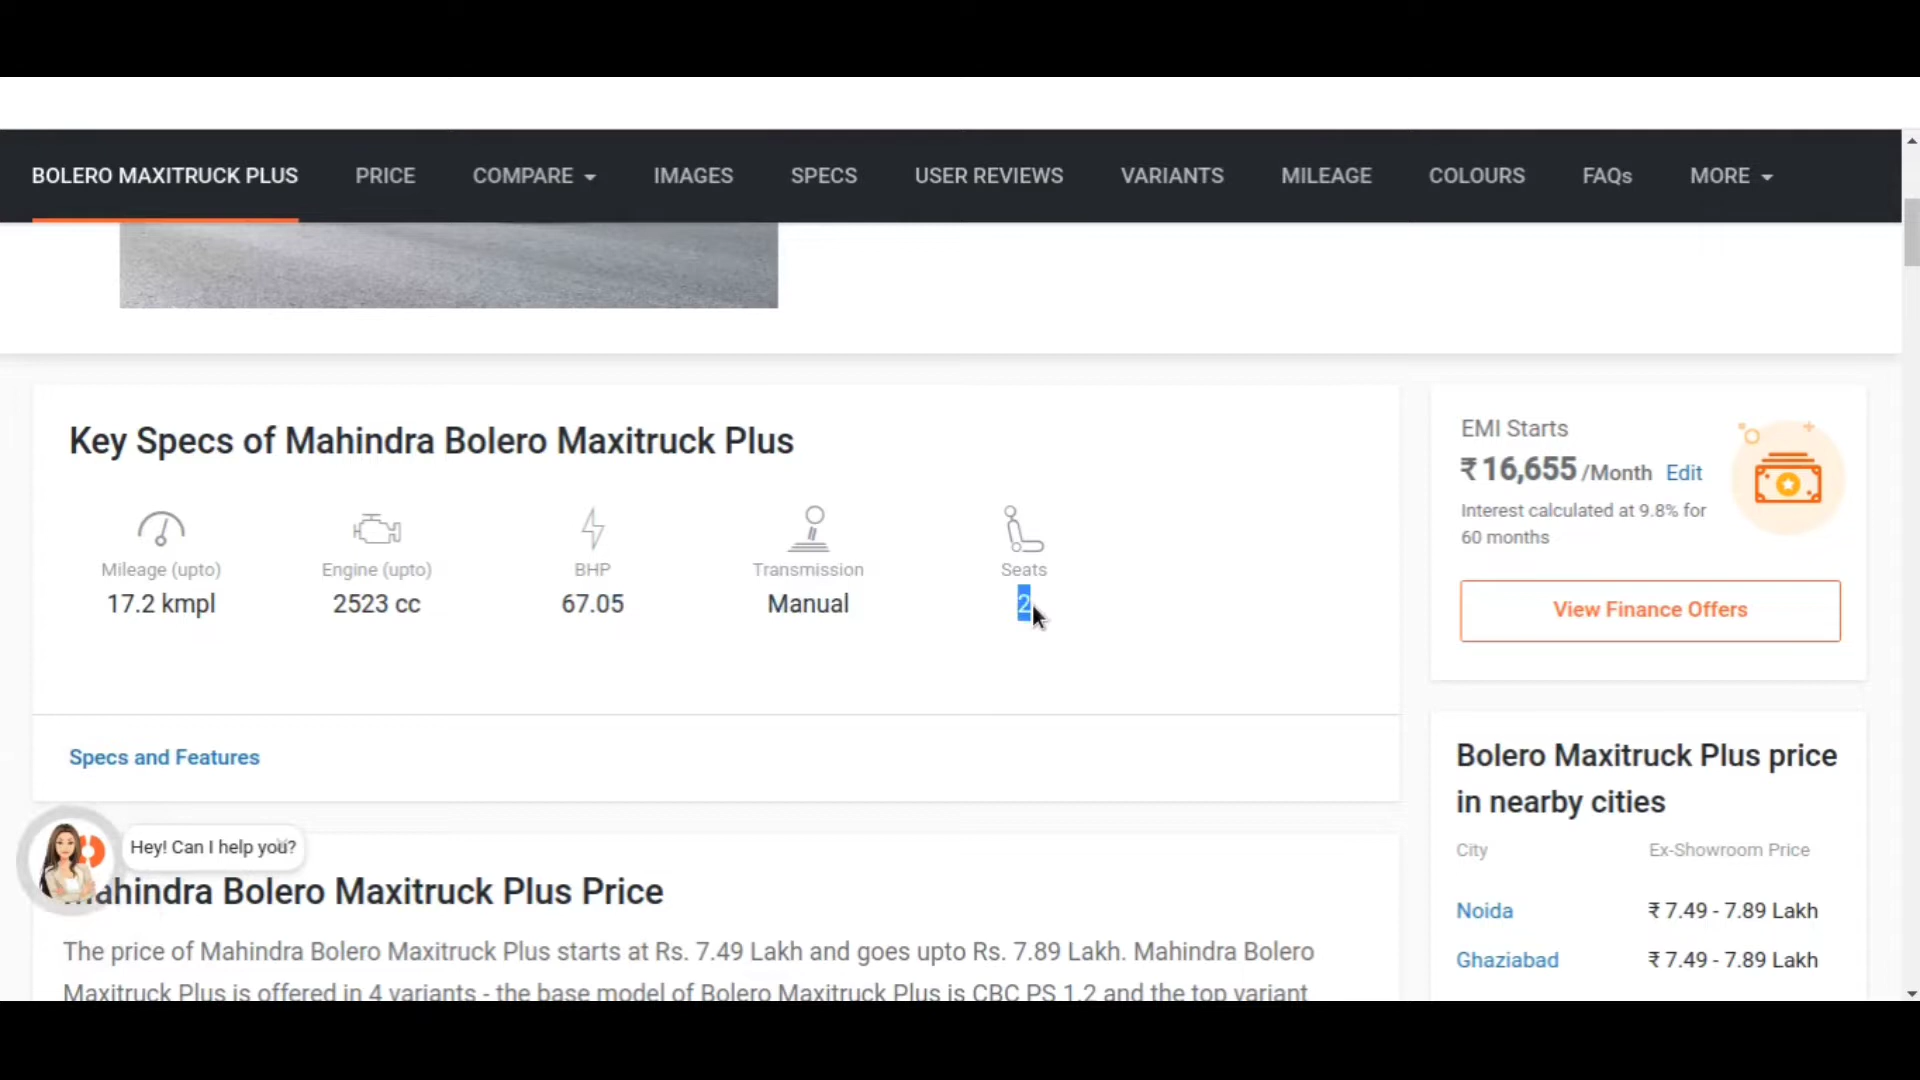 BOLERO MAXITRUCK PLUS PRICE COMPARE IMAGES SPECS USER REVIEWS VARIANTS MILEAGE COLOURS FAQs MORE
Key Specs of Mahindra Bolero Maxitruck Plus
Mileage (upto) Engine (upto) BHP Transmission Seats
17.2 kmpl 2523 cc 67.05 Manual 2
Specs and Features
Hey! Can I help you?
Mahindra Bolero Maxitruck Plus Price
The price of Mahindra Bolero Maxitruck Plus starts at Rs. 7.49 Lakh and goes upto Rs. 7.89 Lakh. Mahindra Bolero
Maxitruck Plus is offered in 4 variants - the base model of Bolero Maxitruck Plus is CBC PS 1.2 and the top variant
EMI Starts
₹ 16,655 /Month Edit
Interest calculated at 9.8% for
60 months
View Finance Offers
Bolero Maxitruck Plus price
in nearby cities
City Ex-Showroom Price
Noida ₹ 7.49 - 7.89 Lakh
Ghaziabad ₹ 7.49 - 7.89 Lakh